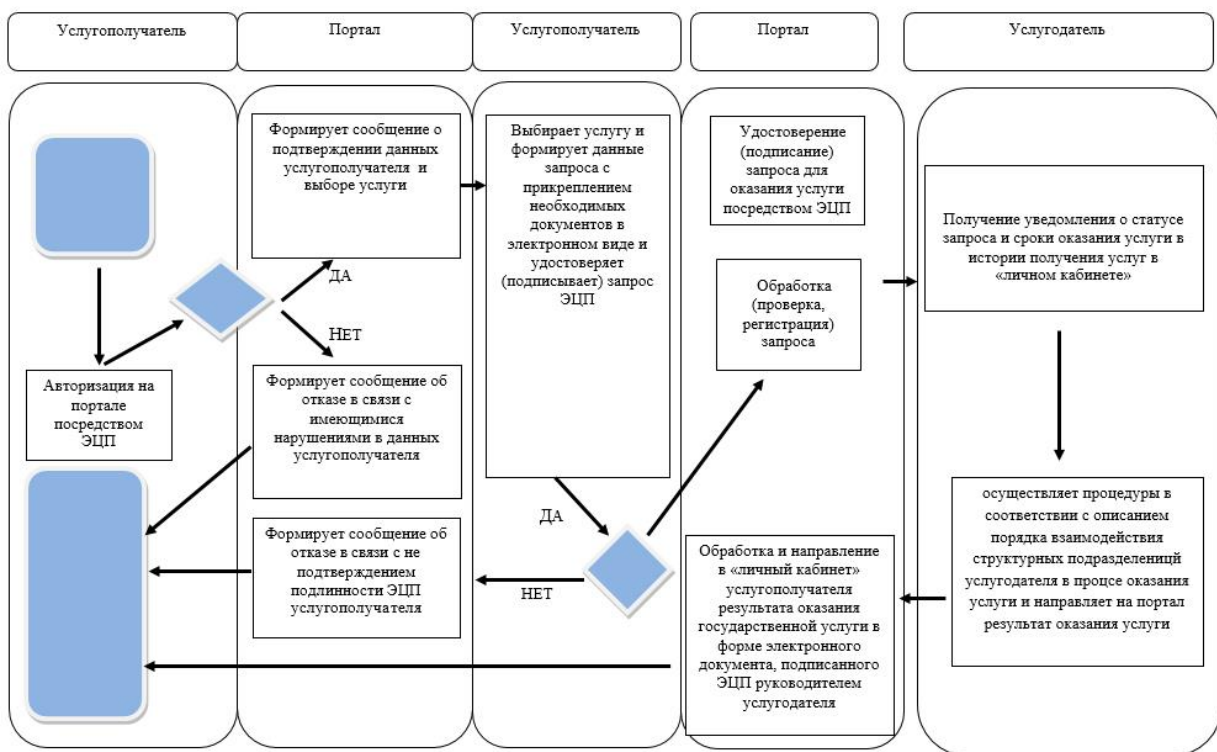 Услугополучатель
Портал
Услугополучатель
Портал
Услугодатель
Авторизация на
портале
посредством
ЭЦП
Формирует сообщение о
подтверждении данных
услугополучателя и
выборе услуги
ДА
НЕТ
Формирует сообщение об
отказе в связи с
имеющимися
нарушениями в данных
услугополучателя
Формирует сообщение об
отказе в связи с не
подтверждением
подлинности ЭЦП
услугополучателя
Выбирает услугу и
формирует данные
запроса с
прикреплением
необходимых
документов в
электронном виде и
удостоверяет
(подписывает) запрос
ЭЦП
ДА
НЕТ
Удостоверение
(подписание)
запроса для
оказания услуги
посредством ЭЦП
Обработка
(проверка,
регистрация)
запроса
Обработка и направление
в «личный кабинет»
услугополучателя
результата оказания
государственной услуги в
форме электронного
документа, подписанного
ЭЦП руководителем
услугодателя
Получение уведомления о статусе
запроса и сроки оказания услуги в
истории получения услуг в
«личном кабинете»
осуществляет процедуры в
соответствии с описанием
порядка взаимодействия
структурных подразделеницй
услугодателя в процсе оказания
услуги и направляет на портал
результат оказания услуги